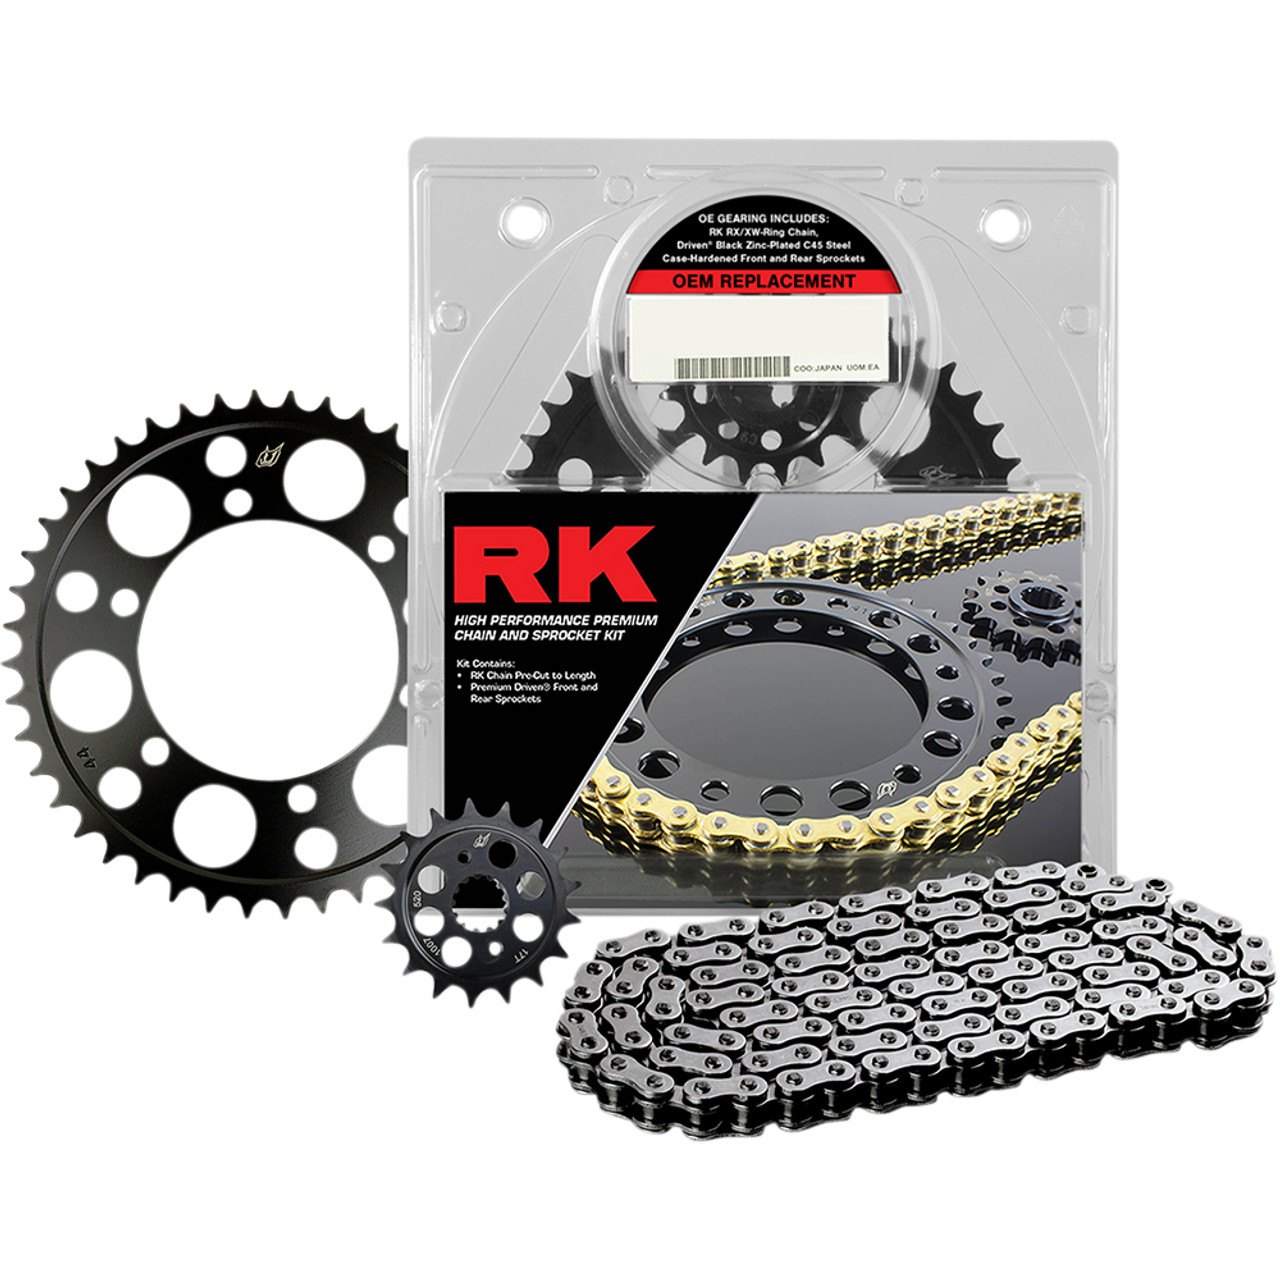 OE GEARING INCLUDES:
RK RX/XW-Ring Chain,
Driven® Black Zinc-Plated C45 Steel
Case-Hardened Front and Rear Sprockets
OEM REPLACEMENT
COO:JAPAN UOM:EA
RK
HIGH PERFORMANCE PREMIUM
CHAIN AND SPROCKET KIT
Kit Contains:
• RK Chain Pre-Cut to Length
• Premium Driven® Front and
Rear Sprockets
44
520
1007
17T